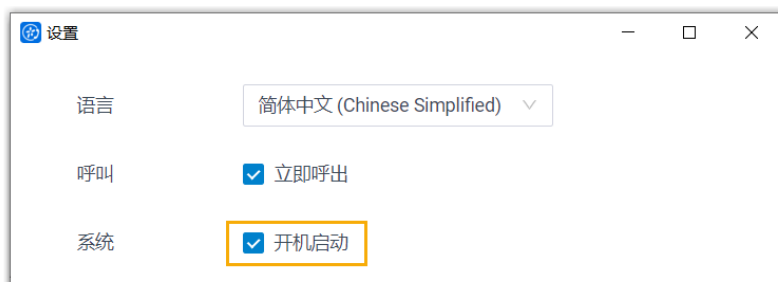 设置
语言 简体中文 (Chinese Simplified)
呼叫 立即呼出
系统 开机启动